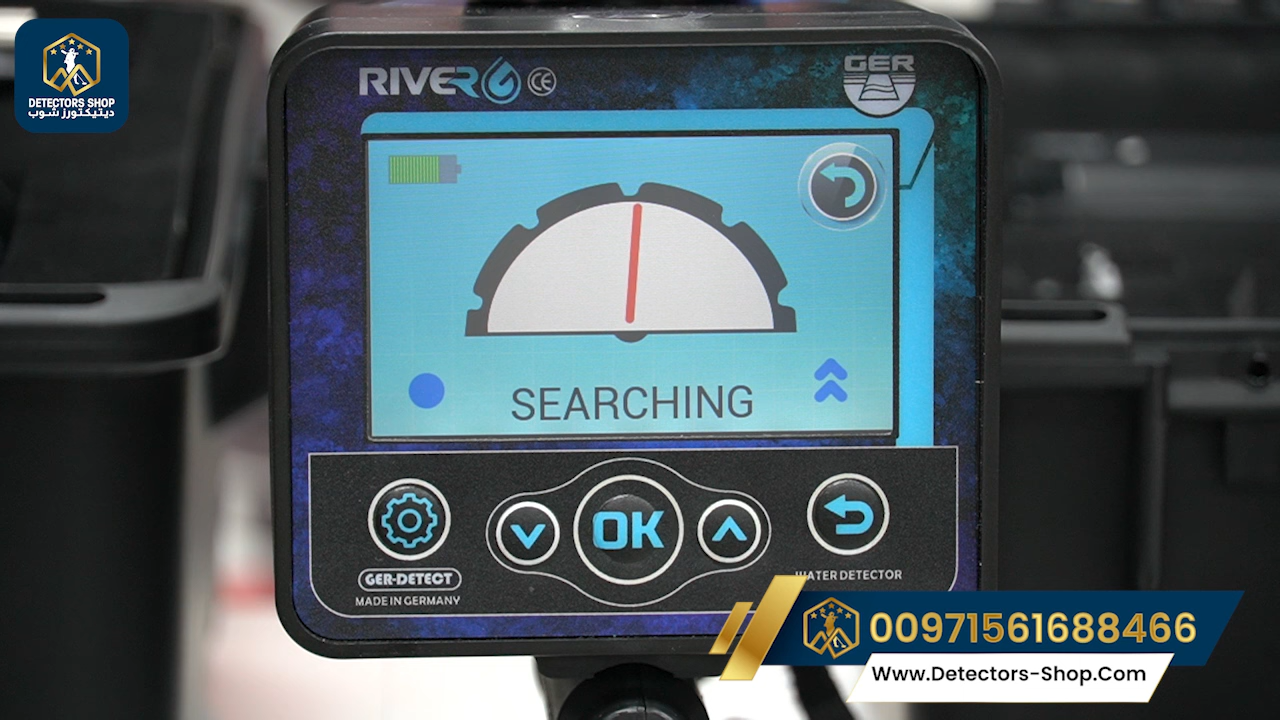 DETECTORS SHOP
ديتيكتورز شوب
RIVER G CE
GER
SEARCHING
OK
GER-DETECT
MADE IN GERMANY
WATER DETECTOR
00971561688466
Www.Detectors-Shop.Com